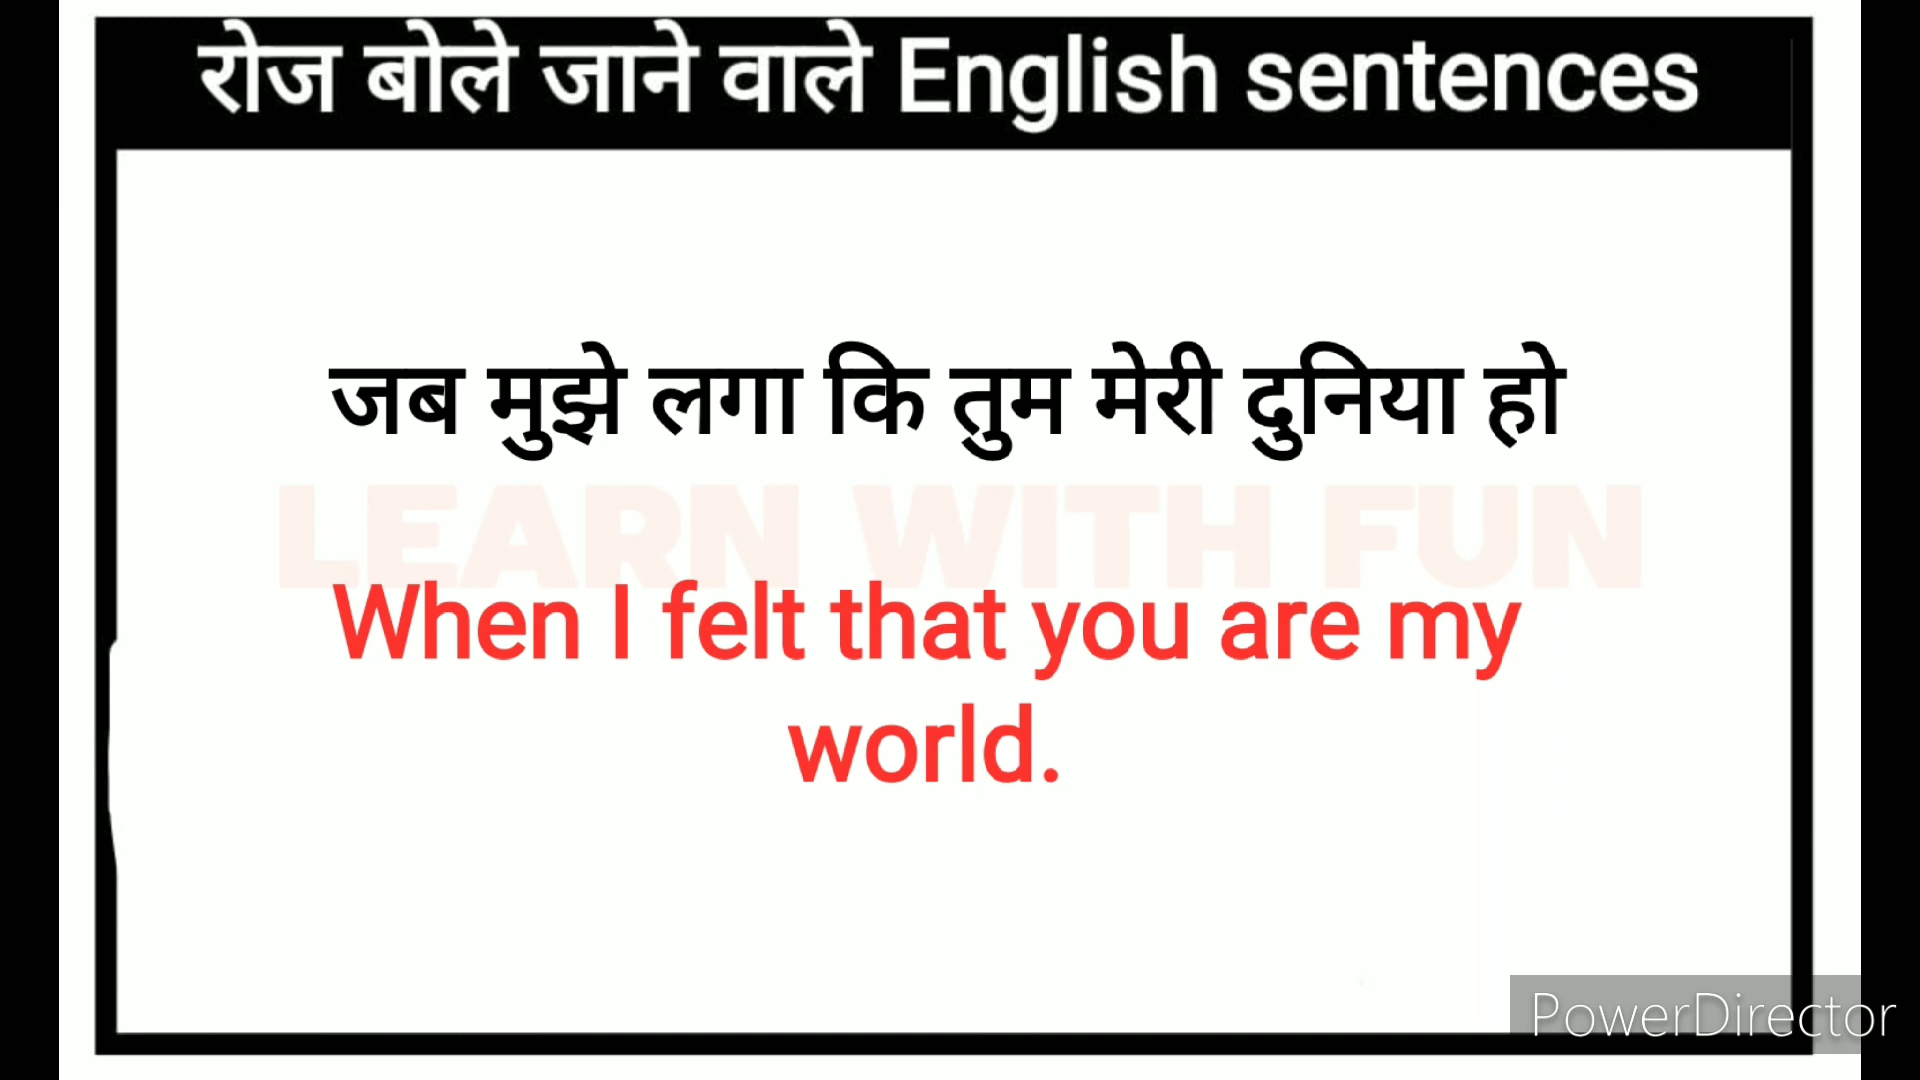 रोज बोले जाने वाले English sentences
जब मुझे लगा कि तुम मेरी दुनिया हो
LEARN WITH FUN
When I felt that you are my
world.
PowerDirector